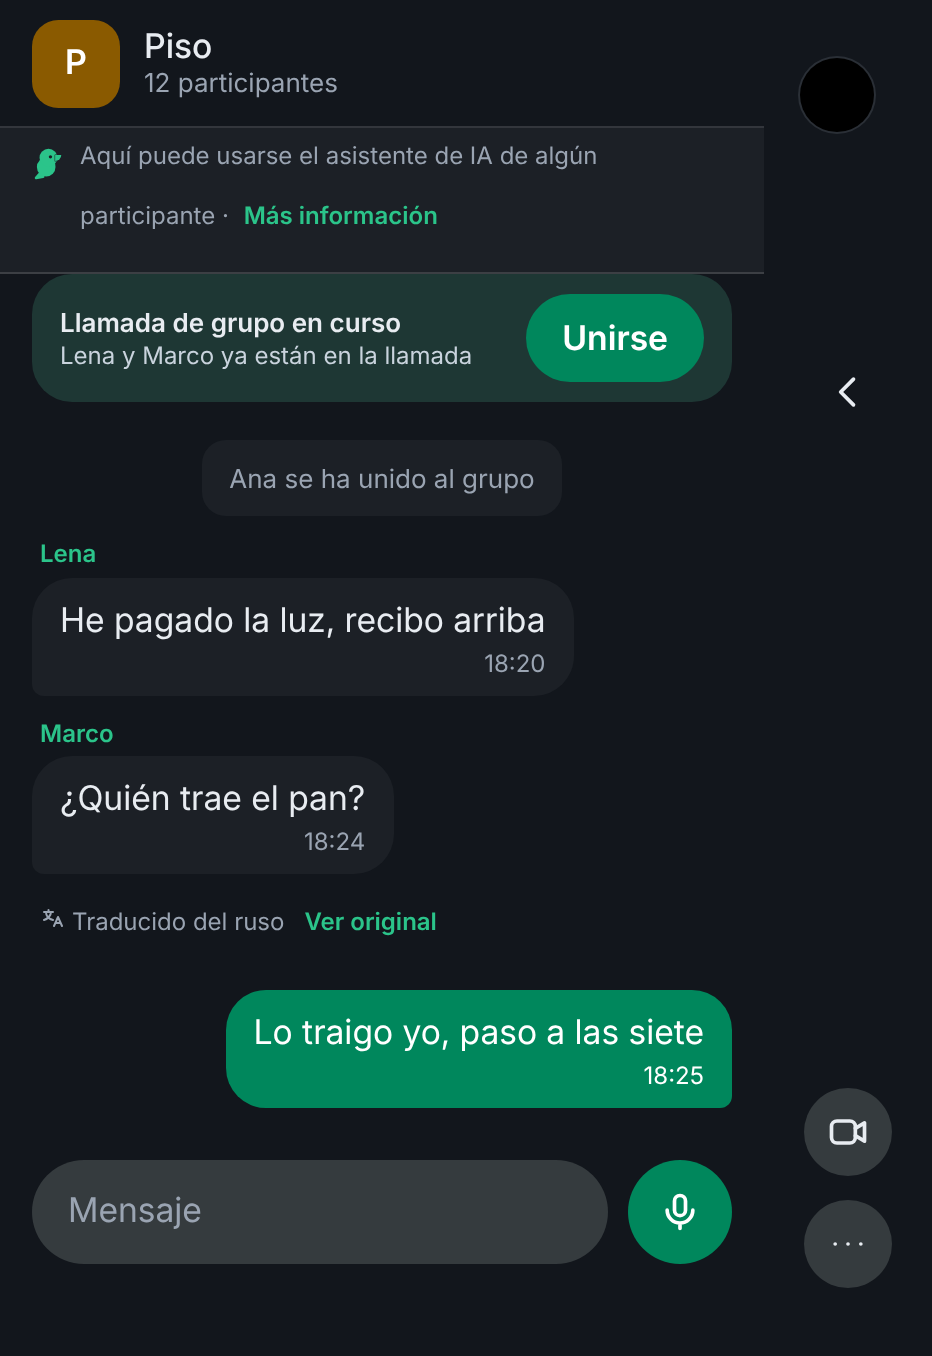 P
Piso
12 participantes
Aquí puede usarse el asistente de IA de algún
participante · Más información
Llamada de grupo en curso
Lena y Marco ya están en la llamada
Unirse
Ana se ha unido al grupo
Lena
He pagado la luz, recibo arriba
18:20
Marco
¿Quién trae el pan?
18:24
Traducido del ruso Ver original
Lo traigo yo, paso a las siete
18:25
Mensaje